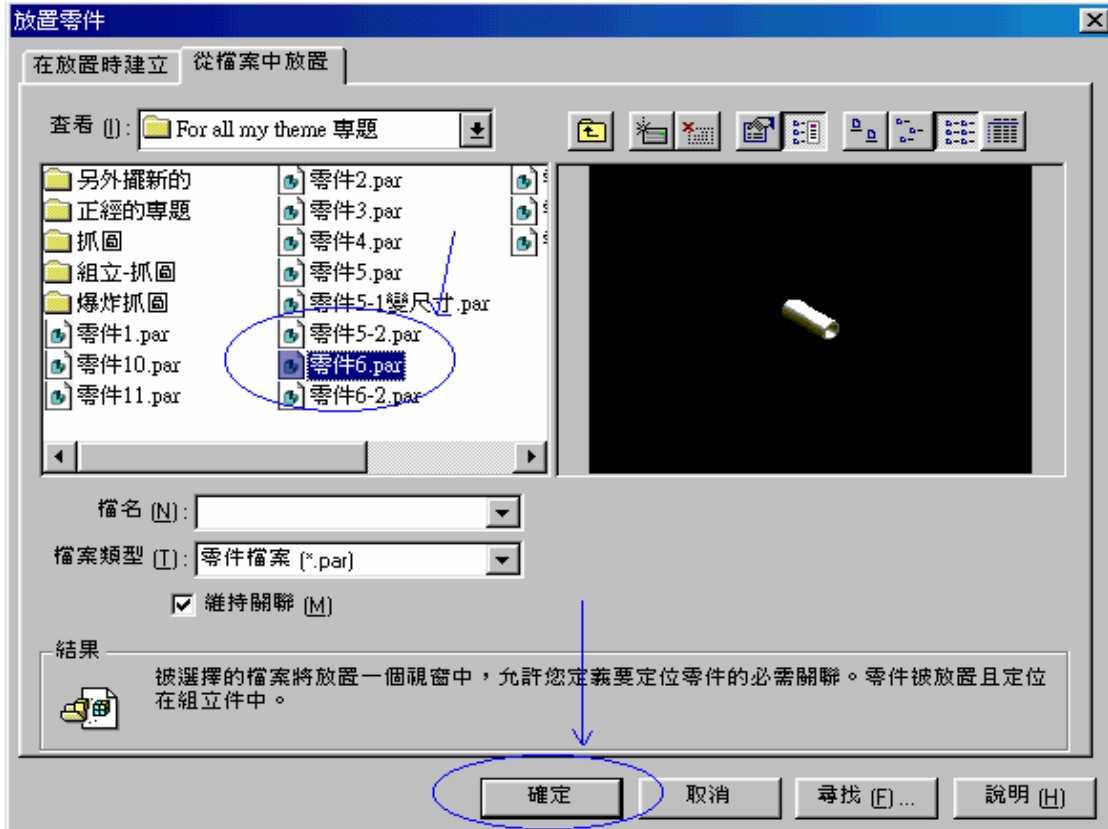 放置零件
在放置時建立 從檔案中放置
查看 (I): For all my theme 專題
另外擺新的
正經的專題
抓圖
組立-抓圖
爆炸抓圖
零件1.par
零件10.par
零件11.par
零件2.par
零件3.par
零件4.par
零件5.par
零件5-1變尺寸.par
零件5-2.par
零件6.par
零件6-2.par
檔名 (N):
檔案類型 (T): 零件檔案 (*.par)
維持關聯 (M)
結果
被選擇的檔案將放置一個視窗中，允許您定義要定位零件的必需關聯。零件被放置且定位
在組立件中。
確定 取消 尋找 (F)... 說明 (H)